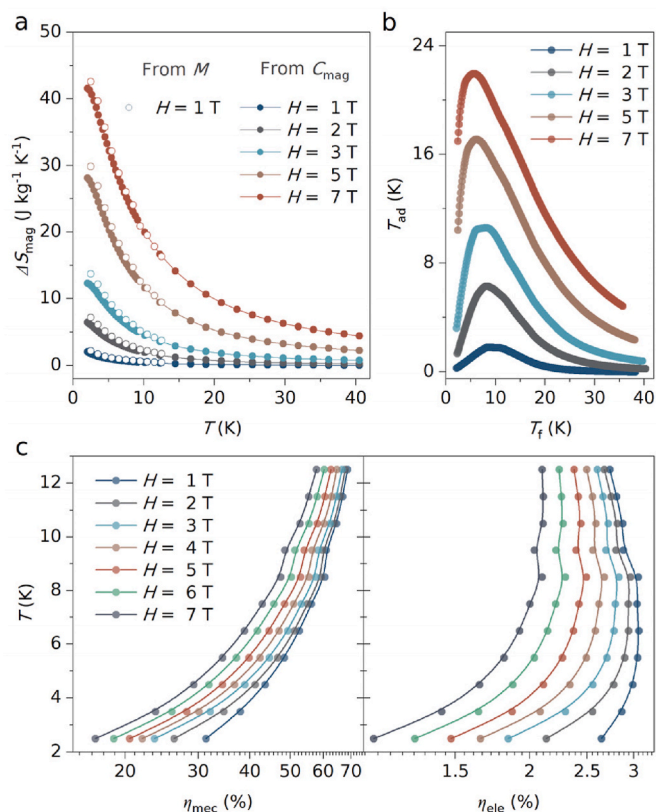 a
50
40
30
20
10
0
ΔS_mag (J kg⁻¹ K⁻¹)
From M
H = 1 T
From C_mag
H = 1 T
H = 2 T
H = 3 T
H = 5 T
H = 7 T
0 10 20 30 40
T (K)
b
24
16
8
0
T_ad (K)
H = 1 T
H = 2 T
H = 3 T
H = 5 T
H = 7 T
0 10 20 30 40
T_f (K)
c
12
10
8
6
4
2
T (K)
H = 1 T
H = 2 T
H = 3 T
H = 4 T
H = 5 T
H = 6 T
H = 7 T
20 30 40 50 60 70
η_mec (%)
1.5 2 2.5 3
η_ele (%)